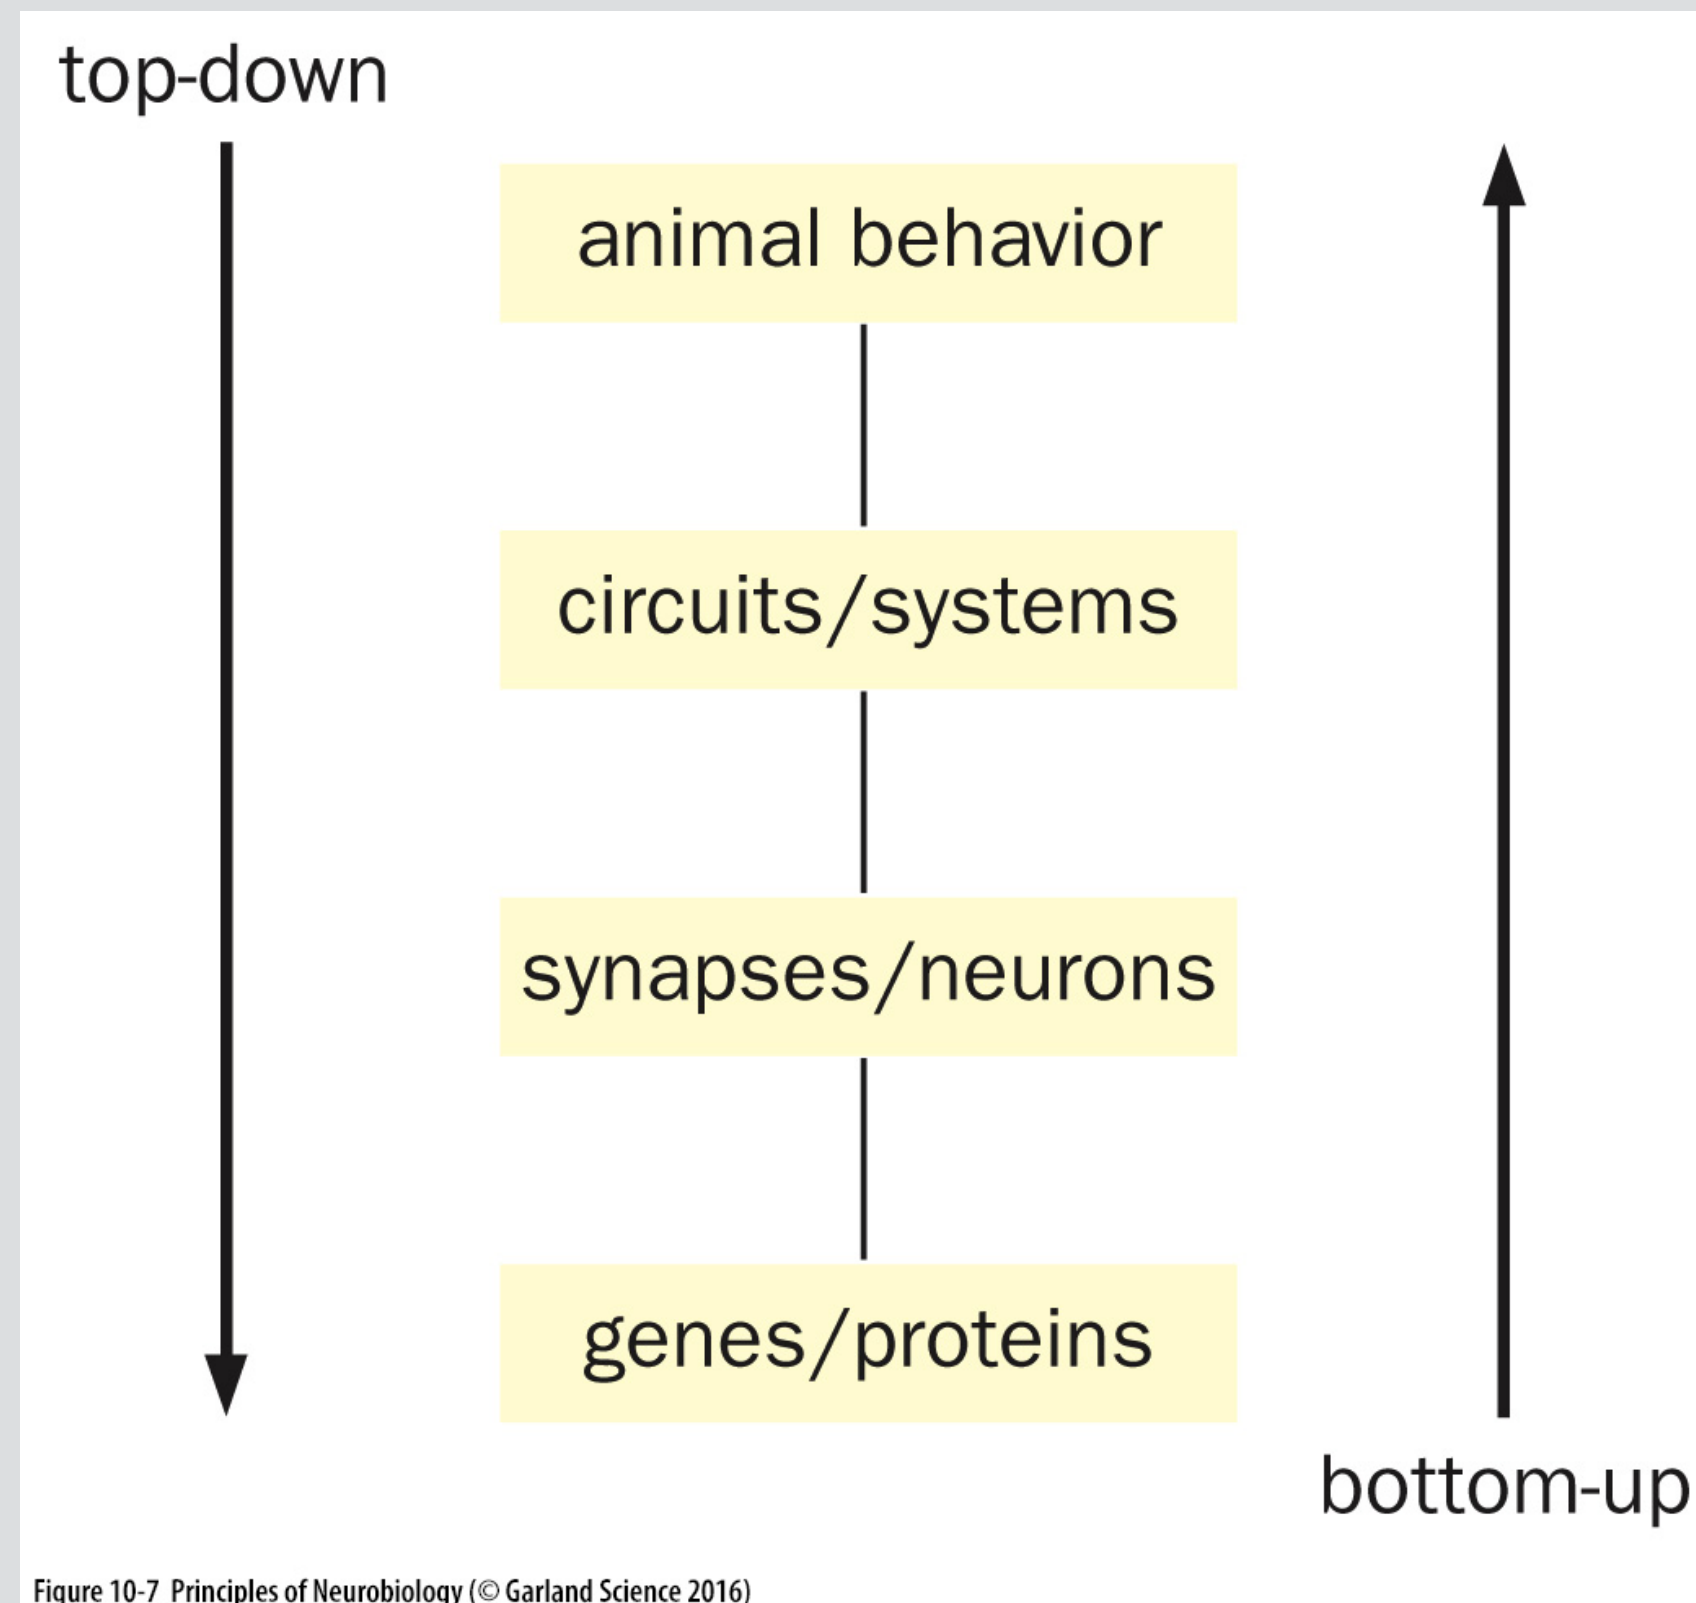 top-down
animal behavior
circuits/systems
synapses/neurons
genes/proteins
bottom-up
Figure 10-7 Principles of Neurobiology (© Garland Science 2016)